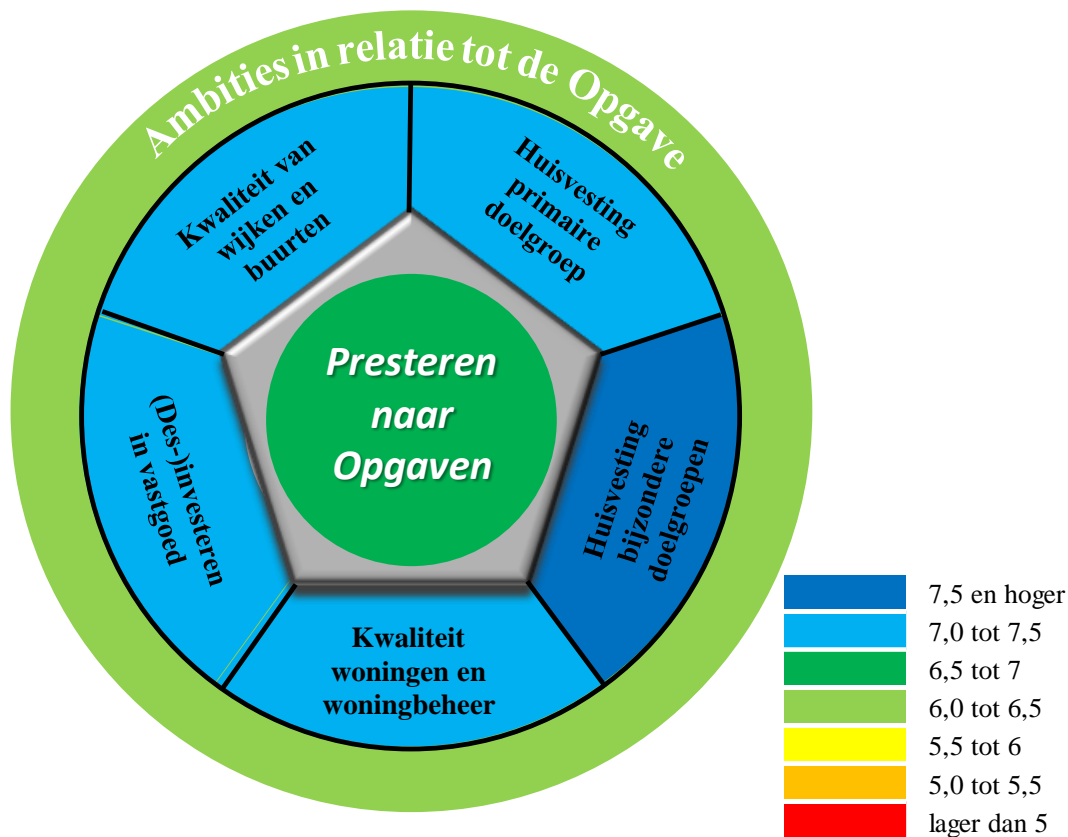 Ambities in relatie tot de Opgave
Kwaliteit van
wijken en
buurten
Huisvesting
primaire
doelgroep
Presteren
naar
Opgaven
(Des-)investeren
in vastgoed
Huisvesting
bijzondere
doelgroepen
Kwaliteit
woningen en
woningbeheer
7,5 en hoger
7,0 tot 7,5
6,5 tot 7
6,0 tot 6,5
5,5 tot 6
5,0 tot 5,5
lager dan 5